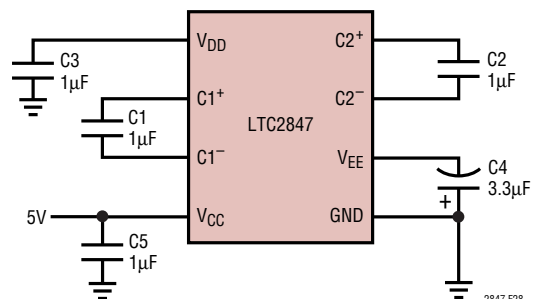 V_DD
C2+
C3
1µF
C2
1µF
C1+
C2−
C1
1µF
LTC2847
C1−
V_EE
C4
3.3µF
+
5V
V_CC
GND
C5
1µF
2847 F28